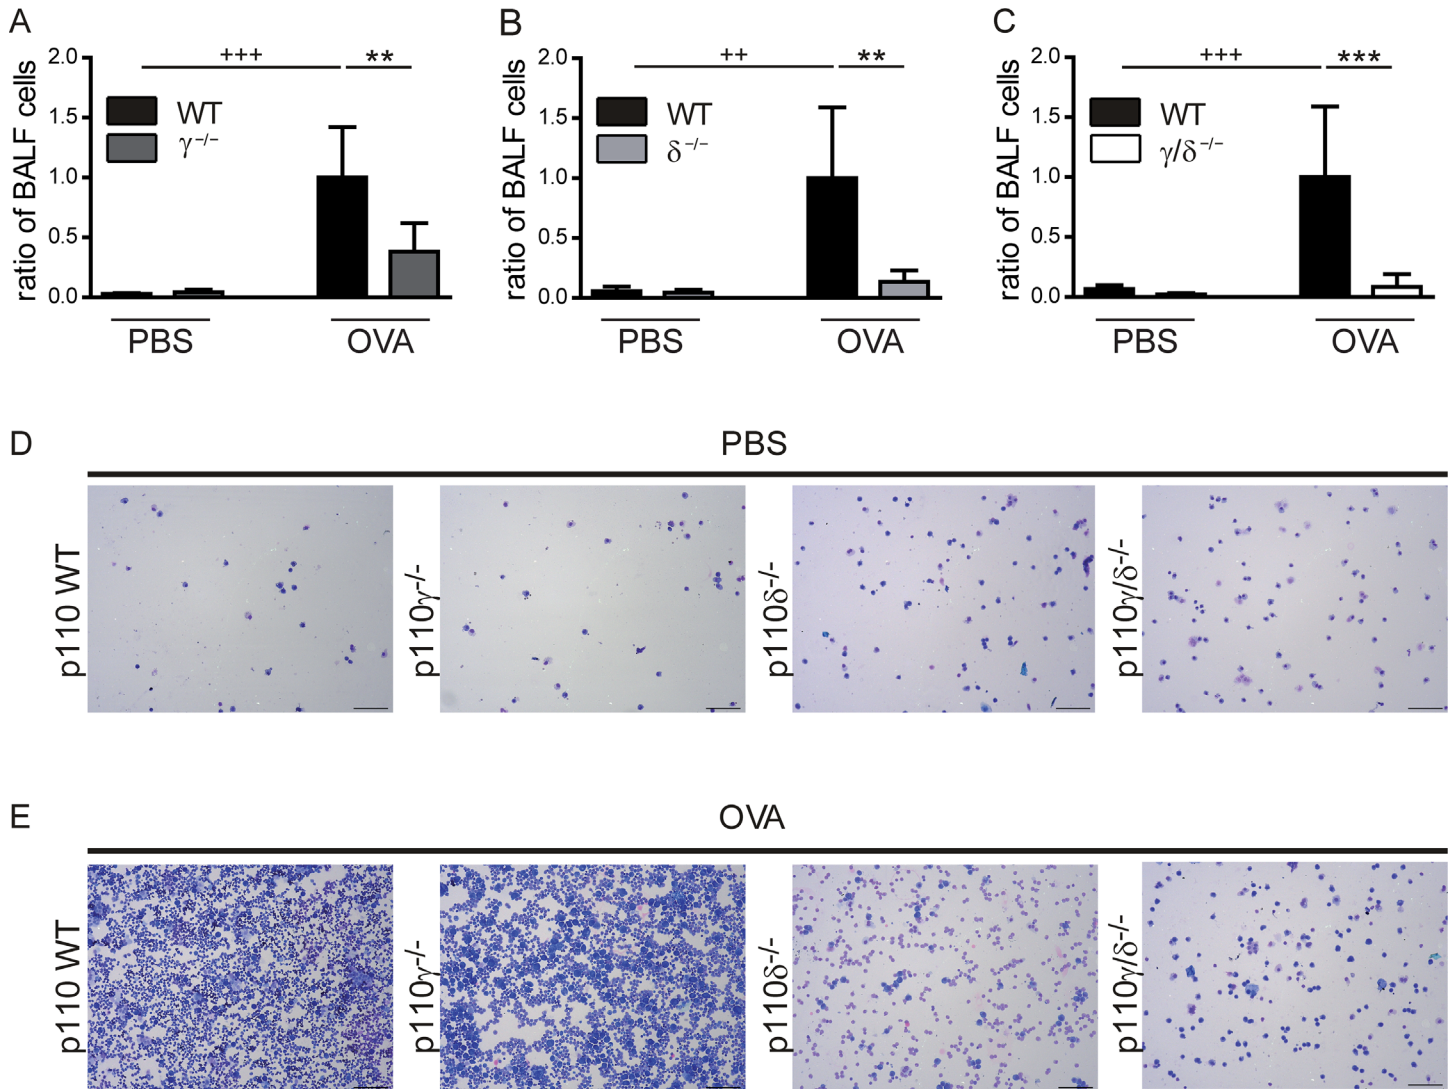 A
ratio of BALF cells
2.0
1.5
1.0
0.5
0.0
+++
**
WT
γ−/−
PBS
OVA
B
ratio of BALF cells
2.0
1.5
1.0
0.5
0.0
++
**
WT
δ−/−
PBS
OVA
C
ratio of BALF cells
2.0
1.5
1.0
0.5
0.0
+++
***
WT
γ/δ−/−
PBS
OVA
D
PBS
p110 WT
p110γ-/-
p110δ-/-
p110γ/δ-/-
E
OVA
p110 WT
p110γ-/-
p110δ-/-
p110γ/δ-/-